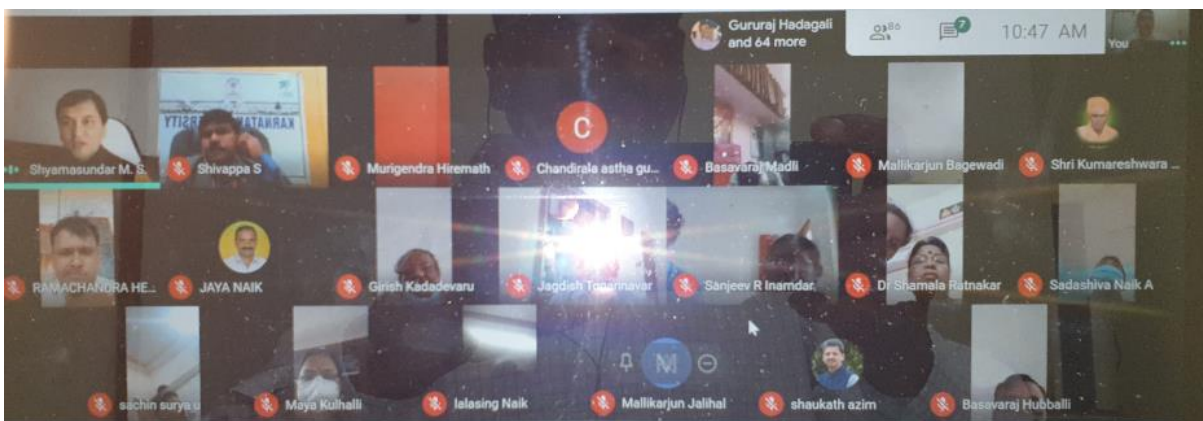 Gururaj Hadagali
and 64 more
86
7
10:47 AM
You
Shyamasundar M. S.
KARNATAK UNIVERSITY
Shivappa S
Murigendra Hiremath
C
Chandirala astha gu...
Basavaraj Madli
Mallikarjun Bagewadi
Shri Kumareshwara ...
RAMACHANDRA HE...
JAYA NAIK
Girish Kadadevaru
Jagdish
Sanjeev R Inamdar
Dr Shamala Ratnakar
Sadashiva Naik A
sachin surya u
Maya Kulhalli
lalasing Naik
M
Mallikarjun Jalihal
shaukath azim
Basavaraj Hubballi